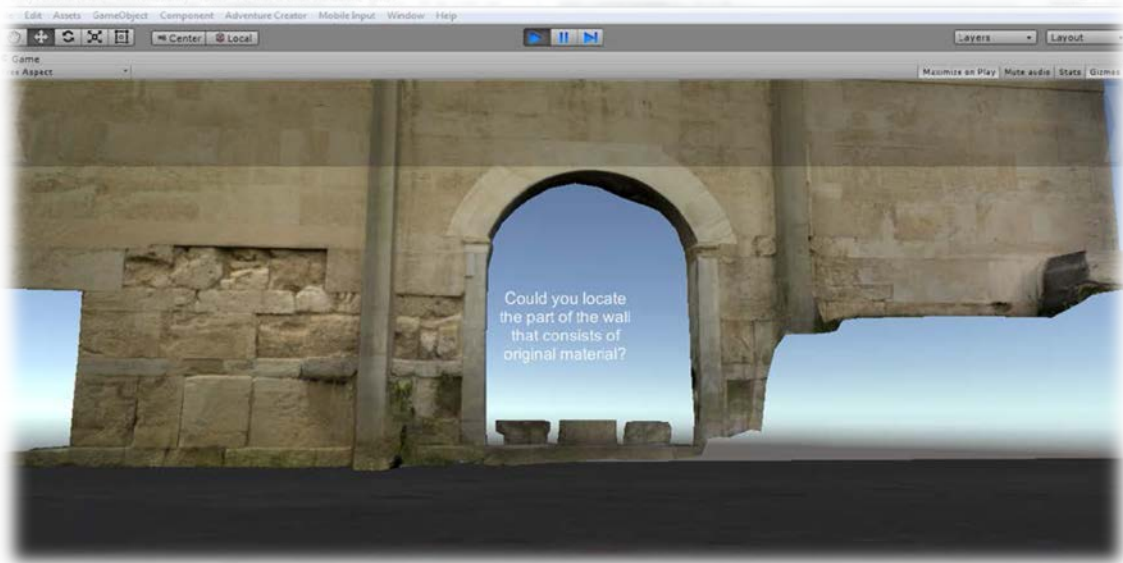 Edit Assets GameObject Component Adventure Creator Mobile Input Window Help
Center Local Layers Layout
Game
Aspect Maximize on Play Mute audio Stats Gizmos
Could you locate
the part of the wall
that consists of
original material?